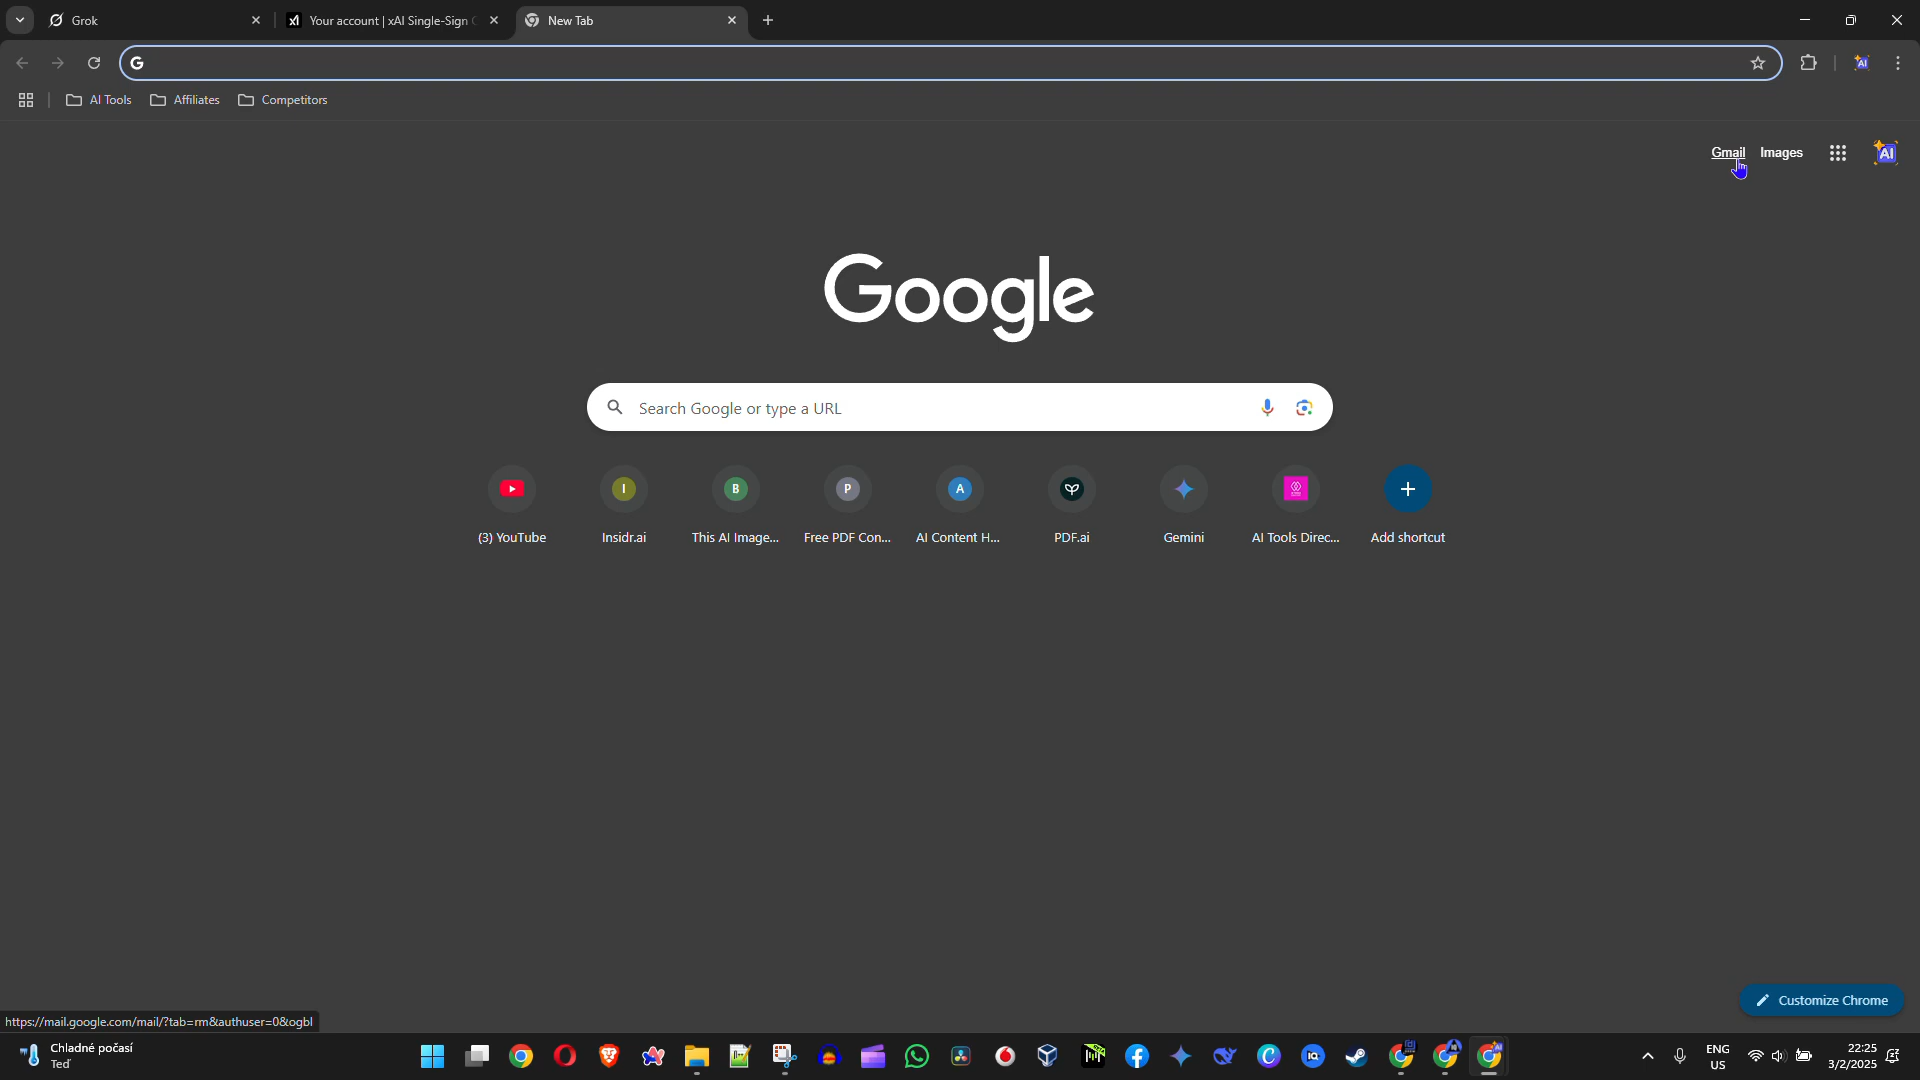 Grok
Your account | xAI Single-Sign
New Tab
AI Tools
Affiliates
Competitors
Gmail
Images
AI
Google
Search Google or type a URL
(3) YouTube
I
Insidr.ai
B
This AI Image...
P
Free PDF Con...
A
AI Content H...
PDF.ai
Gemini
AI Tools Direc...
Add shortcut
Customize Chrome
https://mail.google.com/mail/?tab=rm&authuser=0&ogbl
Chladné počasí
Teď
ENG
US
22:25
3/2/2025